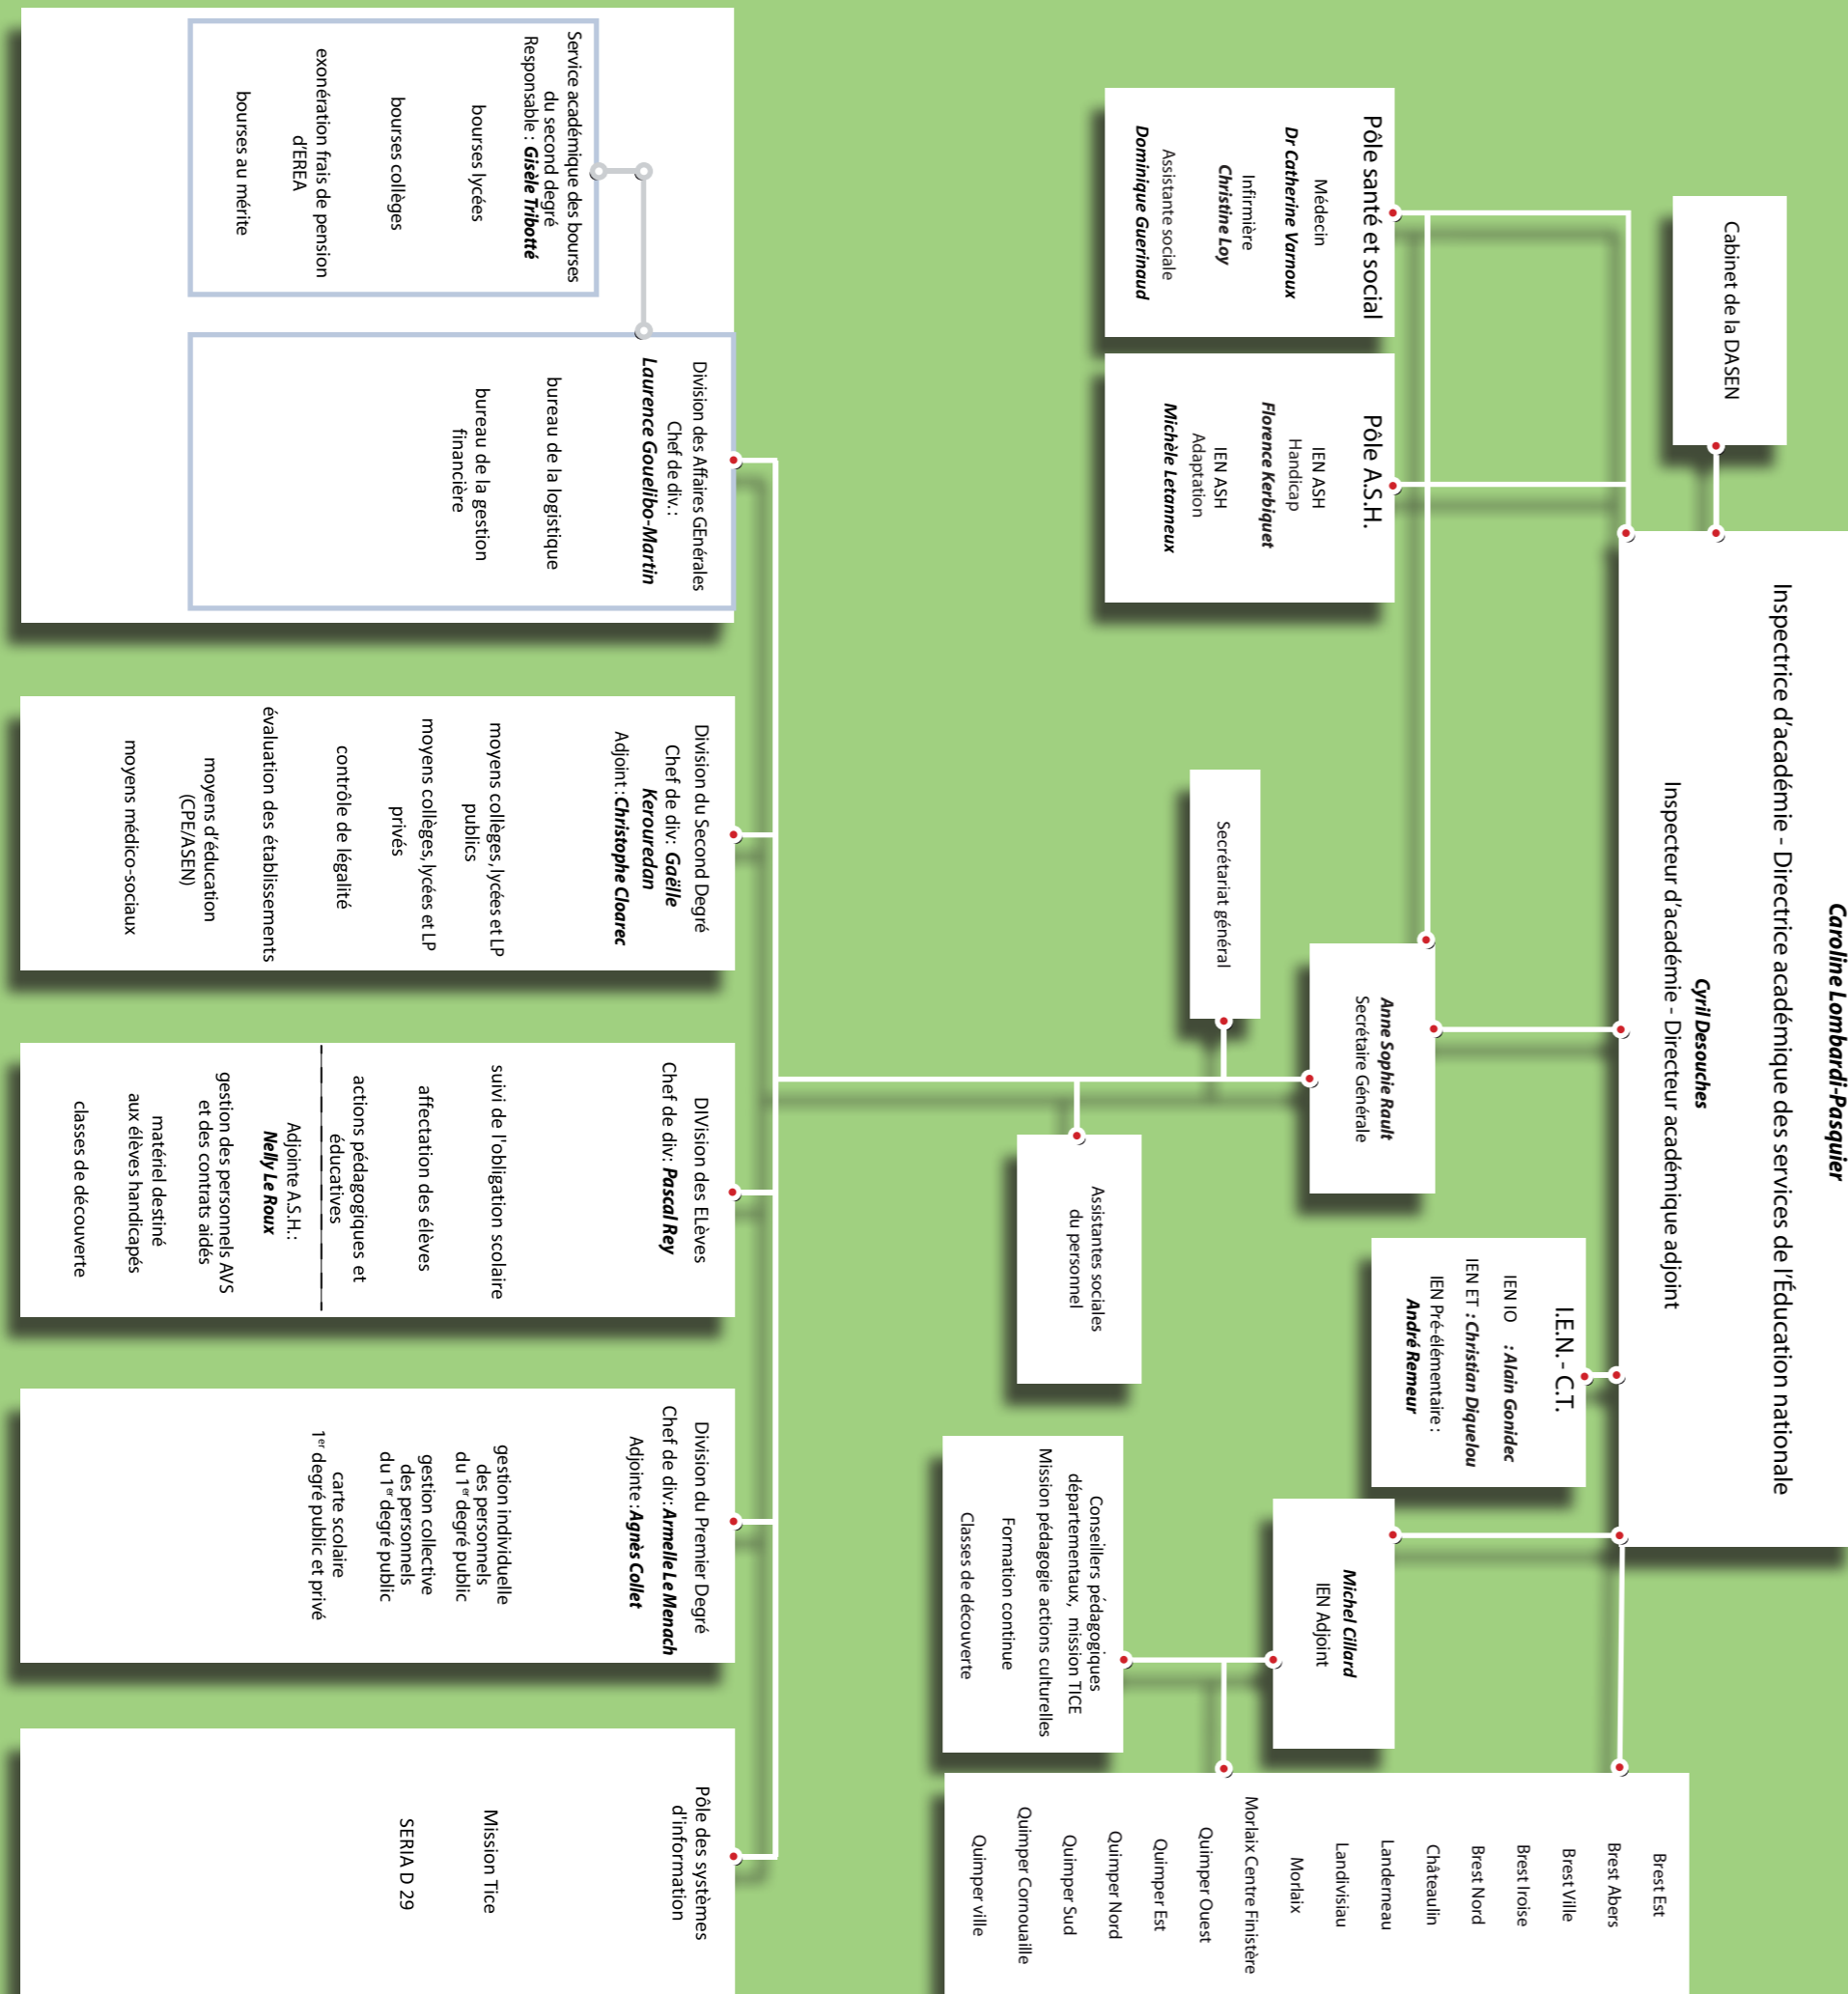 Caroline Lombardi-Pasquier
Inspectrice d'académie - Directrice académique des services de l'Éducation nationale
Cyril Desouches
Inspecteur d'académie - Directeur académique adjoint
Cabinet de la DASEN
Pôle santé et social
Médecin
Dr Catherine Varnoux
Infirmière
Christine Loy
Assistante sociale
Dominique Guerinaud
Pôle A.S.H.
IEN ASH
Handicap
Florence Kerbiquet
IEN ASH
Adaptation
Michèle Letanneux
Anne Sophie Rault
Secrétaire Générale
Secrétariat général
Assistantes sociales
du personnel
I.E.N. - C.T.
IEN IO : Alain Gonidec
IEN ET : Christian Diquelou
IEN Pré-élémentaire :
André Remeur
Michel Cillard
IEN Adjoint
Conseillers pédagogiques
départementaux, mission TICE
Mission pédagogie actions culturelles
Formation continue
Classes de découverte
Brest Est
Brest Abers
Brest Ville
Brest Iroise
Brest Nord
Châteaulin
Landerneau
Landivisiau
Morlaix
Morlaix Centre Finistère
Quimper Ouest
Quimper Est
Quimper Nord
Quimper Sud
Quimper Cornouaille
Quimper ville
Service académique des bourses
du second degré
Responsable : Gisèle Tribotté
bourses lycées
bourses collèges
exonération frais de pension
d'EREA
bourses au mérite
Division des Affaires GEnérales
Chef de div.:
Laurence Gouelibo-Martin
bureau de la logistique
bureau de la gestion
financière
Division du Second Degré
Chef de div: Gaëlle
Kerouredan
Adjoint : Christophe Cloarec
moyens collèges, lycées et LP
publics
moyens collèges, lycées et LP
privés
contrôle de légalité
évaluation des établissements
moyens d'éducation
(CPE/ASEN)
moyens médico-sociaux
DIVision des ELèves
Chef de div: Pascal Rey
suivi de l'obligation scolaire
affectation des élèves
actions pédagogiques et
éducatives
Adjointe A.S.H.:
Nelly Le Roux
gestion des personnels AVS
et des contrats aidés
matériel destiné
aux élèves handicapés
classes de découverte
Division du Premier Degré
Chef de div: Armelle Le Menach
Adjointe : Agnès Collet
gestion individuelle
des personnels
du 1er degré public
gestion collective
des personnels
du 1er degré public
carte scolaire
1er degré public et privé
Pôle des systèmes
d'information
Mission Tice
SERIA D 29